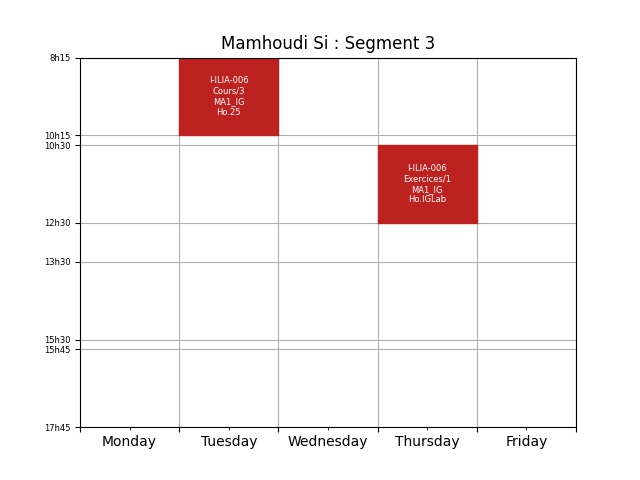 Mamhoudi Si : Segment 3
8h15
I-ILIA-006
Cours/3
MA1_IG
Ho.25
10h15
10h30
I-ILIA-006
Exercices/1
MA1_IG
Ho.IGLab
12h30
13h30
15h30
15h45
17h45
Monday Tuesday Wednesday Thursday Friday